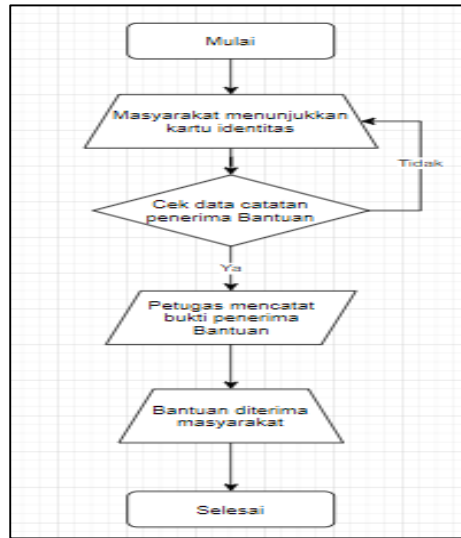 Mulai
Masyarakat menunjukkan
kartu identitas
Tidak
Cek data catatan
penerima Bantuan
Ya
Petugas mencatat
bukti penerima
Bantuan
Bantuan diterima
masyarakat
Selesai